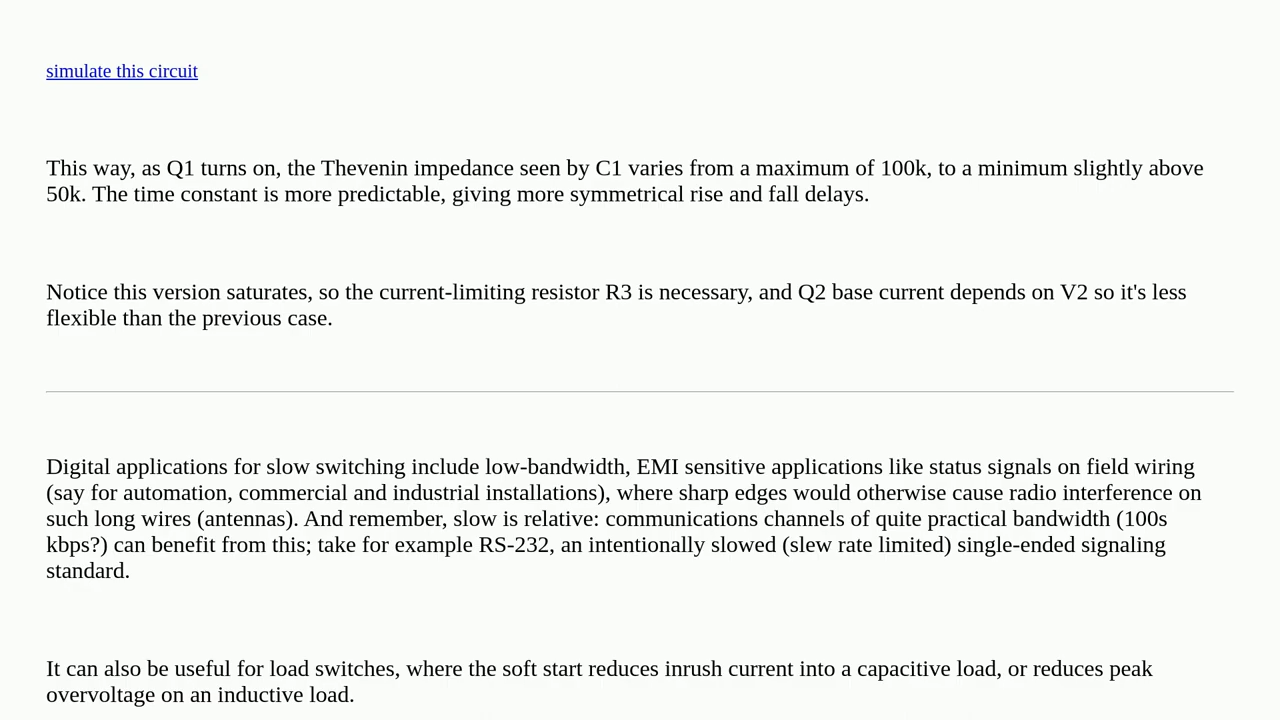 simulate this circuit
This way, as Q1 turns on, the Thevenin impedance seen by C1 varies from a maximum of 100k, to a minimum slightly above
50k. The time constant is more predictable, giving more symmetrical rise and fall delays.
Notice this version saturates, so the current-limiting resistor R3 is necessary, and Q2 base current depends on V2 so it's less
flexible than the previous case.
Digital applications for slow switching include low-bandwidth, EMI sensitive applications like status signals on field wiring
(say for automation, commercial and industrial installations), where sharp edges would otherwise cause radio interference on
such long wires (antennas). And remember, slow is relative: communications channels of quite practical bandwidth (100s
kbps?) can benefit from this; take for example RS-232, an intentionally slowed (slew rate limited) single-ended signaling
standard.
It can also be useful for load switches, where the soft start reduces inrush current into a capacitive load, or reduces peak
overvoltage on an inductive load.